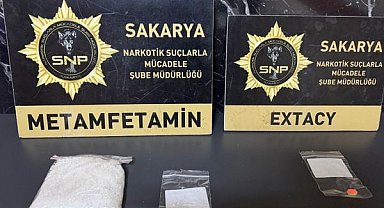 SAKARYA
NARKOTİK SUÇLARLA
MÜCADELE
ŞUBE MÜDÜRLÜĞÜ
SNP
METAMFETAMİN
SAKARYA
NARKOTİK SUÇLARLA
MÜCADELE
ŞUBE MÜDÜRLÜĞÜ
SNP
EXTACY